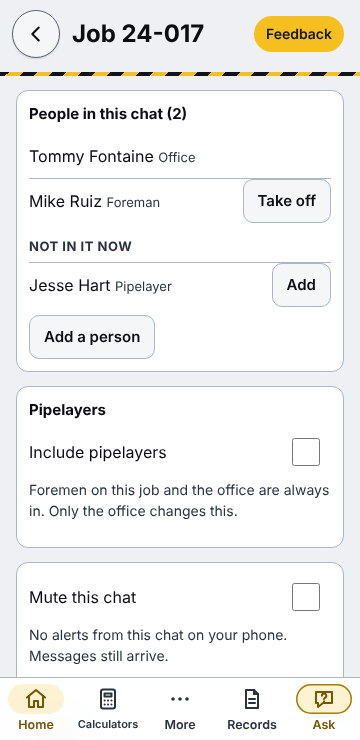 Job 24-017
Feedback
People in this chat (2)
Tommy Fontaine Office
Mike Ruiz Foreman
Take off
NOT IN IT NOW
Jesse Hart Pipelayer
Add
Add a person
Pipelayers
Include pipelayers
Foremen on this job and the office are always
in. Only the office changes this.
Mute this chat
No alerts from this chat on your phone.
Messages still arrive.
Home
Calculators
More
Records
Ask